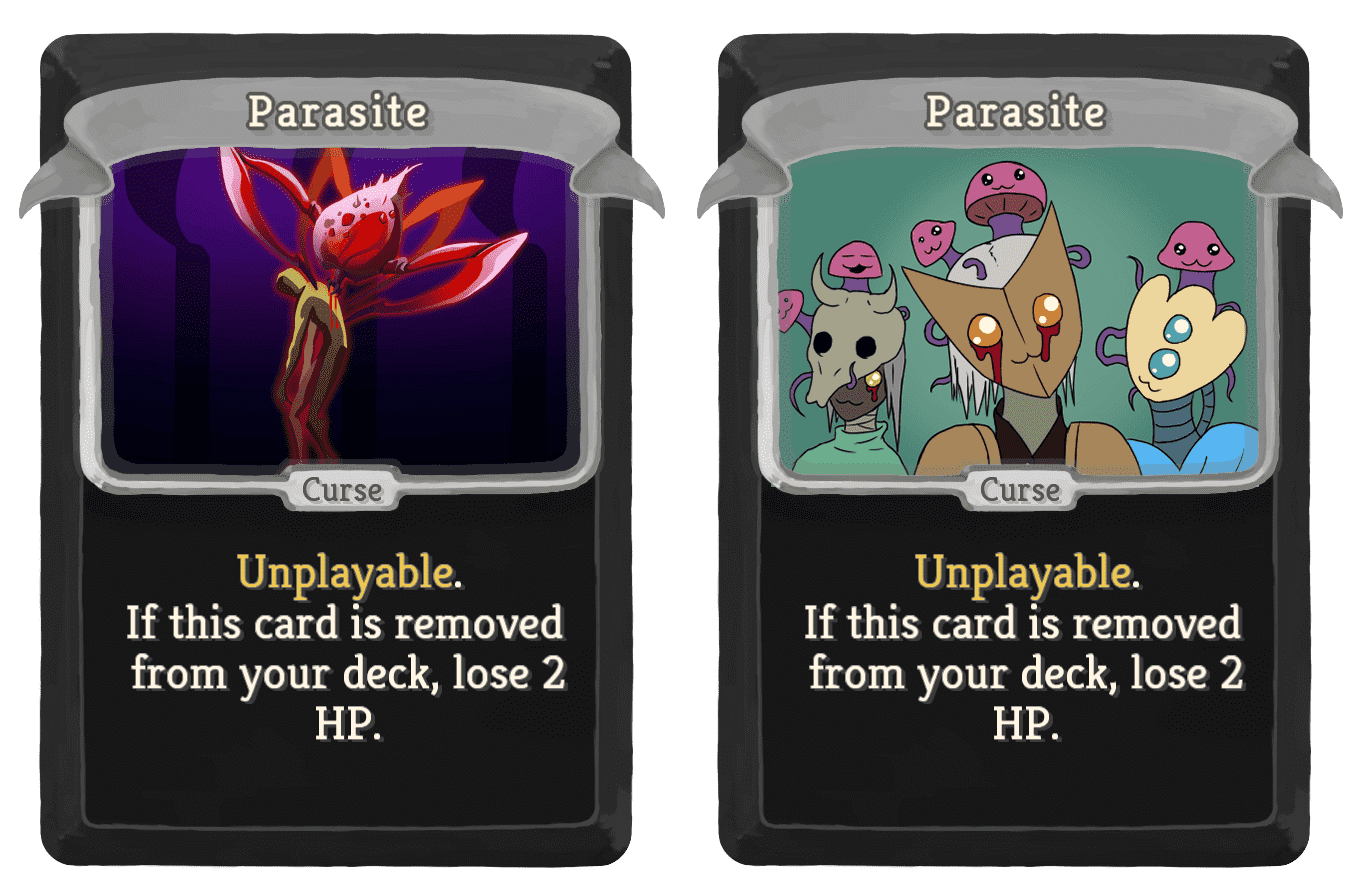 Parasite
Curse
Unplayable.
If this card is removed
from your deck, lose 2
HP.
Parasite
Curse
Unplayable.
If this card is removed
from your deck, lose 2
HP.